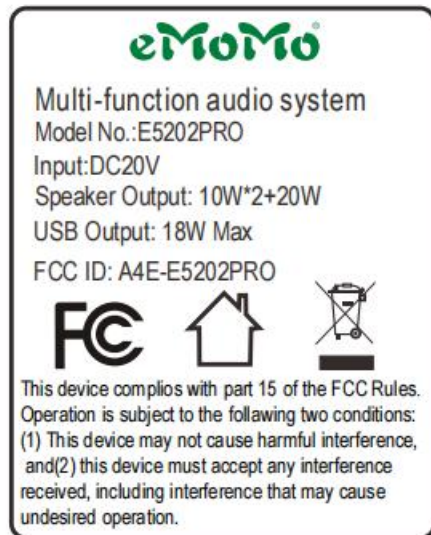 eMoMo®
Multi-function audio system
Model No.:E5202PRO
Input:DC20V
Speaker Output: 10W*2+20W
USB Output: 18W Max
FCC ID: A4E-E5202PRO
FC
This device complios with part 15 of the FCC Rules.
Operation is subject to the fallawing two conditions:
(1) This device may not cause harmful interference,
and(2) this device must accept any interference
received, including interference that may cause
undesired operation.